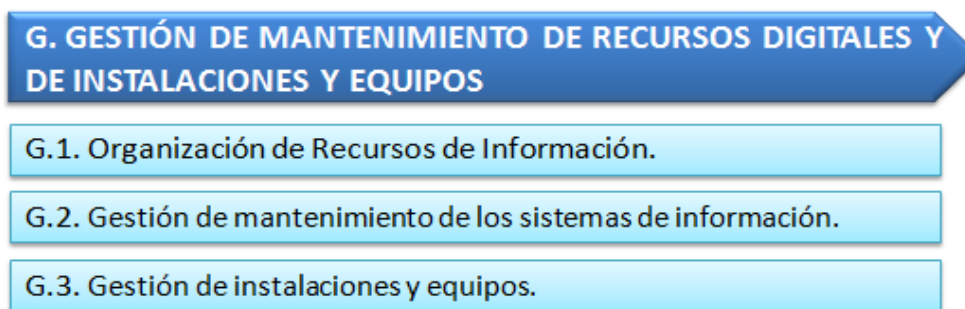 G. GESTIÓN DE MANTENIMIENTO DE RECURSOS DIGITALES Y
DE INSTALACIONES Y EQUIPOS
G.1. Organización de Recursos de Información.
G.2. Gestión de mantenimiento de los sistemas de información.
G.3. Gestión de instalaciones y equipos.